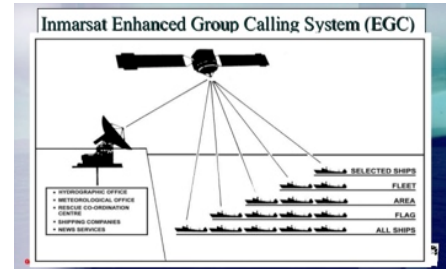 Inmarsat Enhanced Group Calling System (EGC)
SELECTED SHIPS
FLEET
AREA
FLAG
ALL SHIPS
• HYDROGRAPHIC OFFICE
• METEOROLOGICAL OFFICE
• RESCUE CO-ORDINATION
CENTRE
• SHIPPING COMPANIES
• NEWS SERVICES